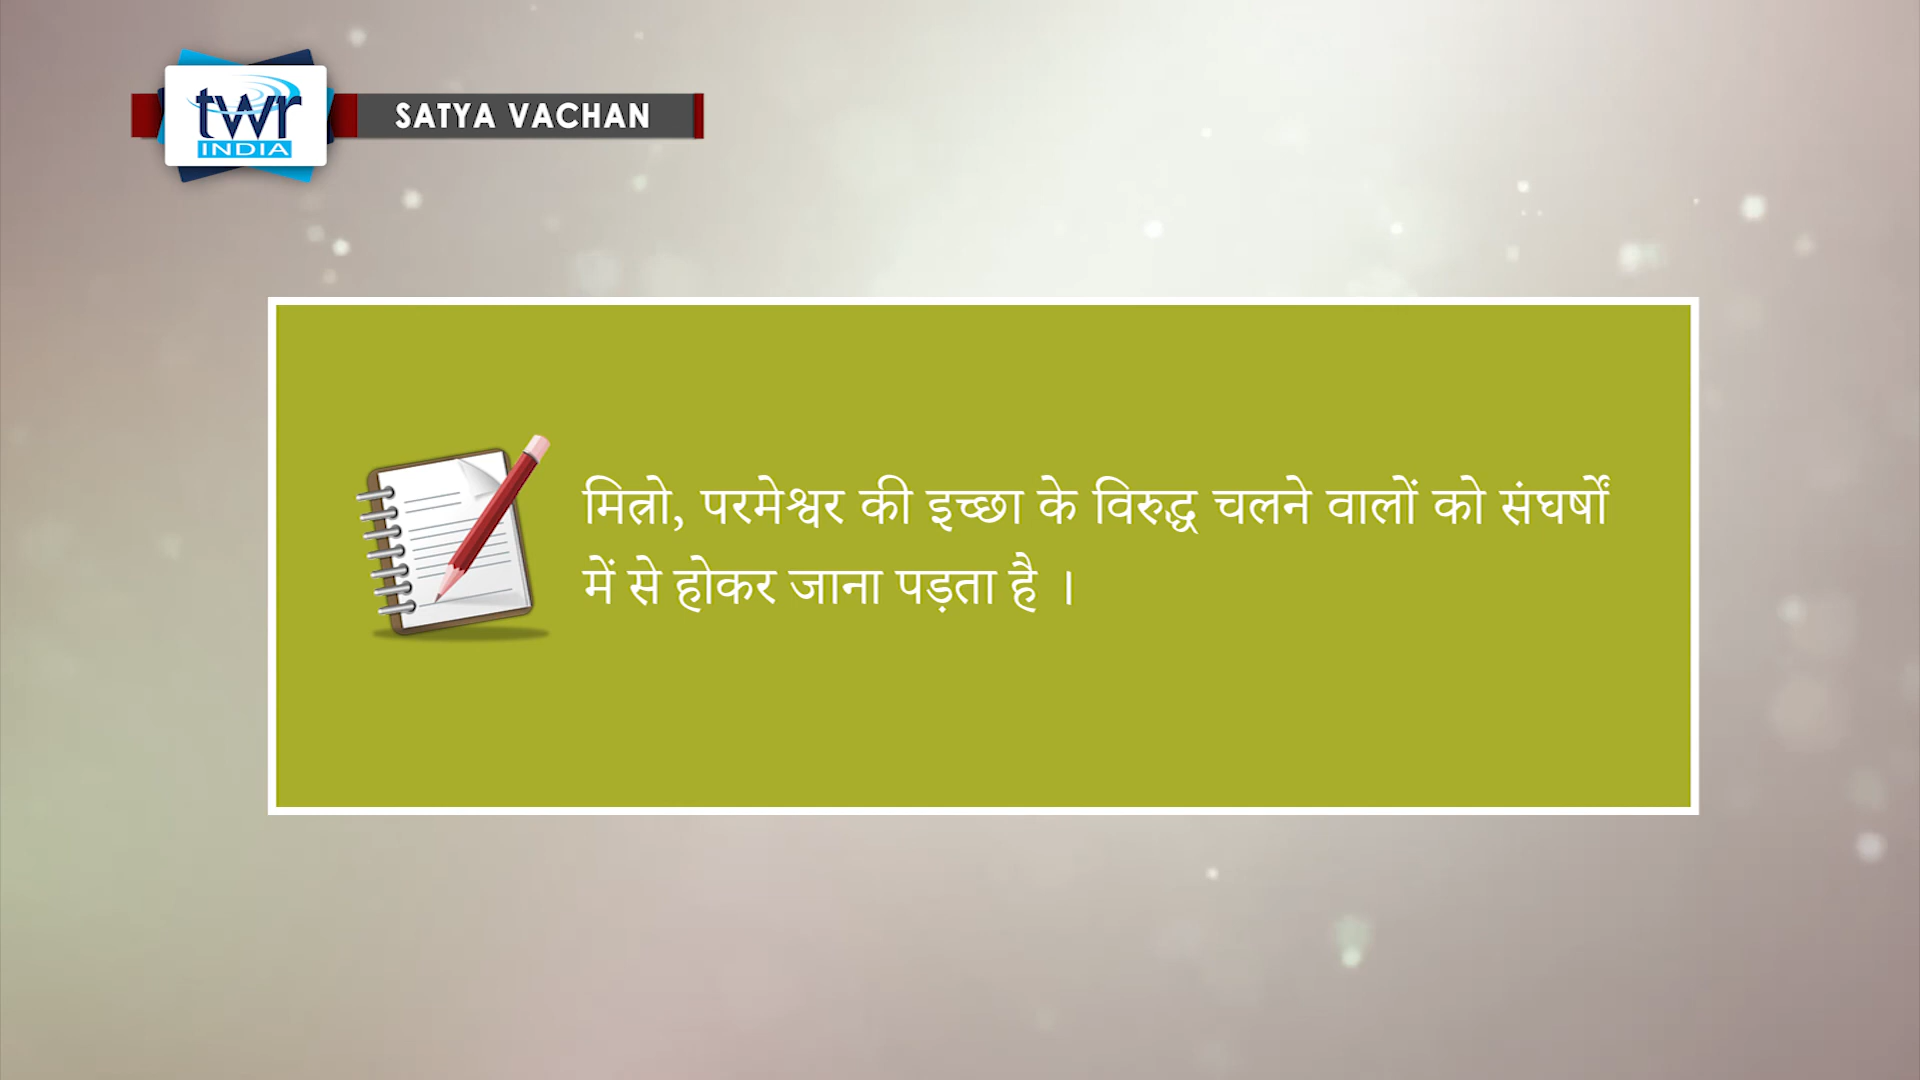 twr
INDIA
SATYA VACHAN
मित्रो, परमेश्वर की इच्छा के विरुद्ध चलने वालों को संघर्षों
में से होकर जाना पड़ता है ।